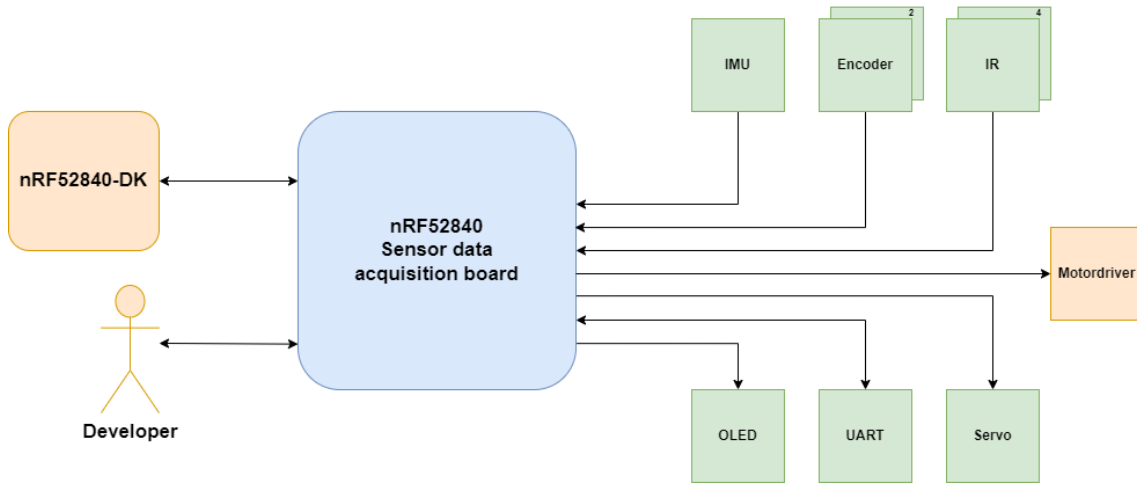 2
4
IMU
Encoder
IR
nRF52840-DK
nRF52840
Sensor data
acquisition board
Motordriver
Developer
OLED
UART
Servo